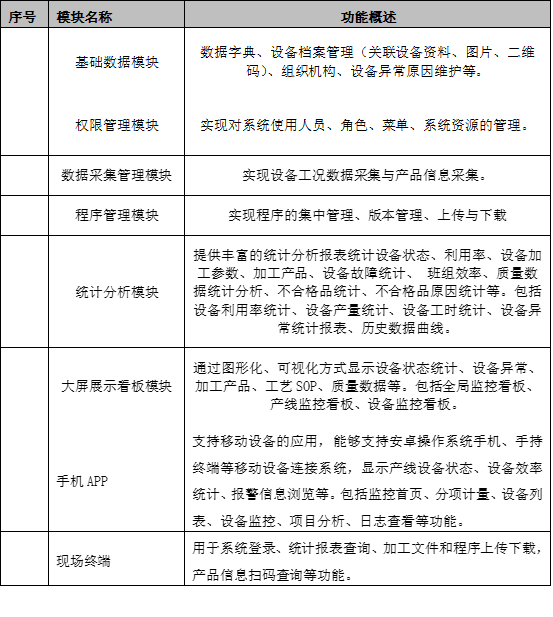 序号 模块名称 功能概述
基础数据模块
数据字典、设备档案管理（关联设备资料、图片、二维
码）、组织机构、设备异常原因维护等。
权限管理模块
实现对系统使用人员、角色、菜单、系统资源的管理。
数据采集管理模块
实现设备工况数据采集与产品信息采集。
程序管理模块
实现程序的集中管理、版本管理、上传与下载
统计分析模块
提供丰富的统计分析报表统计设备状态、利用率、设备加
工参数、加工产品、设备故障统计、 班组效率、质量数
据统计分析、不合格品统计、不合格品原因统计等。包括
设备利用率统计、设备产量统计、设备工时统计、设备异
常统计报表、历史数据曲线。
大屏展示看板模块
通过图形化、可视化方式显示设备状态统计、设备异常、
加工产品、工艺 SOP、质量数据等。包括全局监控看板、
产线监控看板、设备监控看板。
手机 APP
支持移动设备的应用，能够支持安卓操作系统手机、手持
终端等移动设备连接系统，显示产线设备状态、设备效率
统计、报警信息浏览等。包括监控首页、分项计量、设备列
表、设备监控、项目分析、日志查看等功能。
现场终端
用于系统登录、统计报表查询、加工文件和程序上传下载，
产品信息扫码查询等功能。